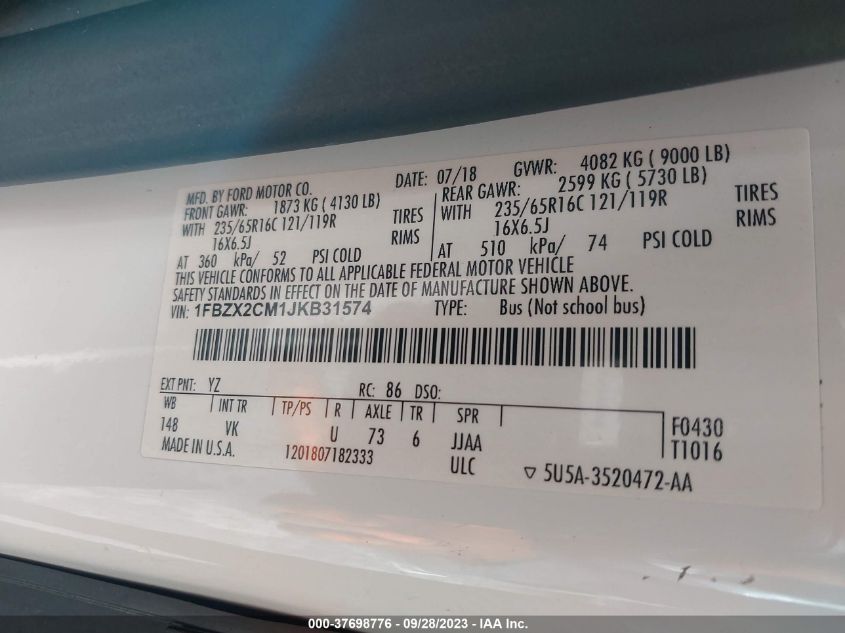 MFD. BY FORD MOTOR CO. DATE: 07/18 GVWR: 4082 KG ( 9000 LB)
FRONT GAWR: 1873 KG ( 4130 LB) REAR GAWR: 2599 KG ( 5730 LB)
WITH 235/65R16C 121/119R TIRES WITH 235/65R16C 121/119R TIRES
16X6.5J RIMS 16X6.5J RIMS
AT 360 kPa/ 52 PSI COLD AT 510 kPa/ 74 PSI COLD
THIS VEHICLE CONFORMS TO ALL APPLICABLE FEDERAL MOTOR VEHICLE
SAFETY STANDARDS IN EFFECT ON THE DATE OF MANUFACTURE SHOWN ABOVE.
VIN: 1FBZX2CM1JKB31574 TYPE: Bus (Not school bus)
EXT PNT: YZ RC: 86 DSO:
WB INT TR TP/PS R AXLE TR SPR
148 VK U 73 6 JJAA F0430
ULC T1016
MADE IN U.S.A. 1201807182333 5U5A-3520472-AA
000-37698776 - 09/28/2023 - IAA Inc.